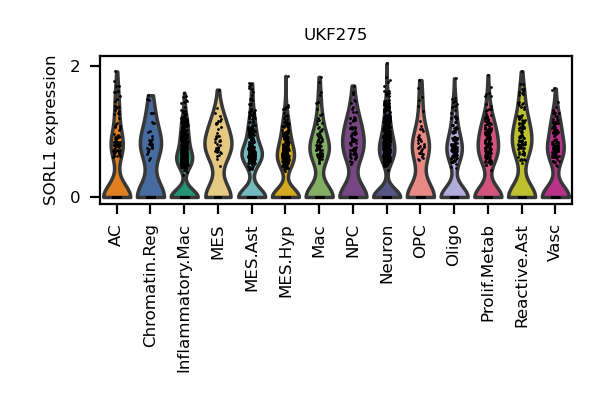 UKF275
SORL1 expression
2
0
AC
Chromatin.Reg
Inflammatory.Mac
MES
MES.Ast
MES.Hyp
Mac
NPC
Neuron
OPC
Oligo
Prolif.Metab
Reactive.Ast
Vasc